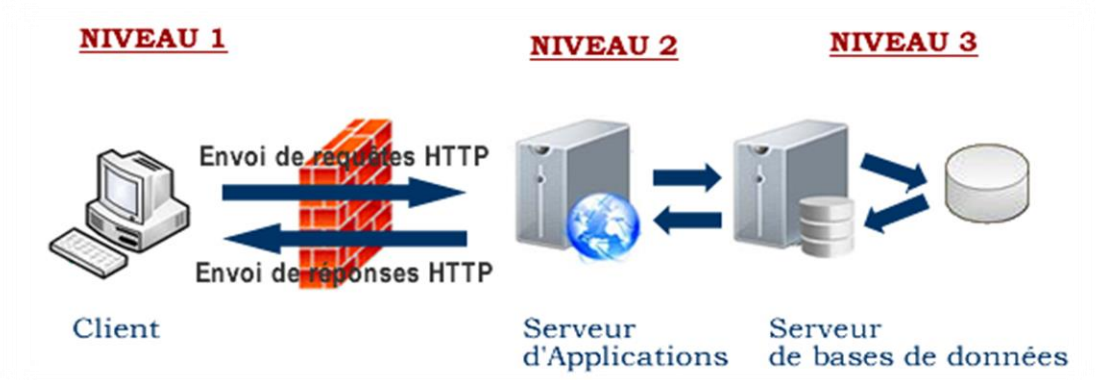 NIVEAU 1
NIVEAU 2
NIVEAU 3
Envoi de requêtes HTTP
Envoi de réponses HTTP
Client
Serveur
d'Applications
Serveur
de bases de données